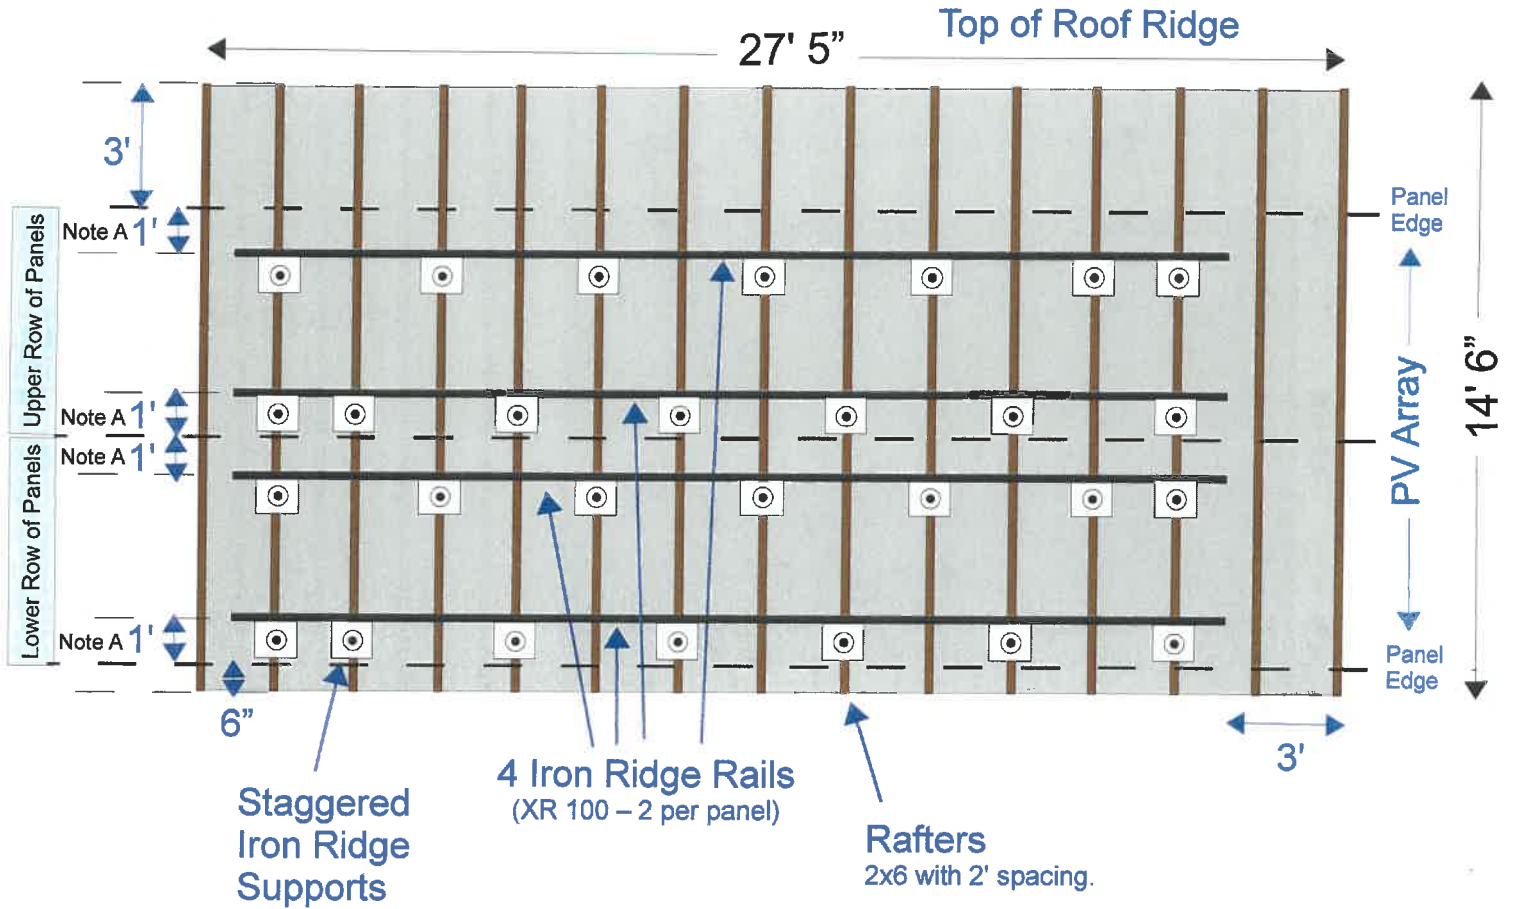 Top of Roof Ridge
27' 5"
3'
Panel
Edge
Note A 1'
Upper Row of Panels
14' 6"
PV Array
Note A 1'
Note A 1'
Lower Row of Panels
Note A 1'
Panel
Edge
6"
3'
4 Iron Ridge Rails
(XR 100 – 2 per panel)
Staggered
Iron Ridge
Supports
Rafters
2x6 with 2' spacing.